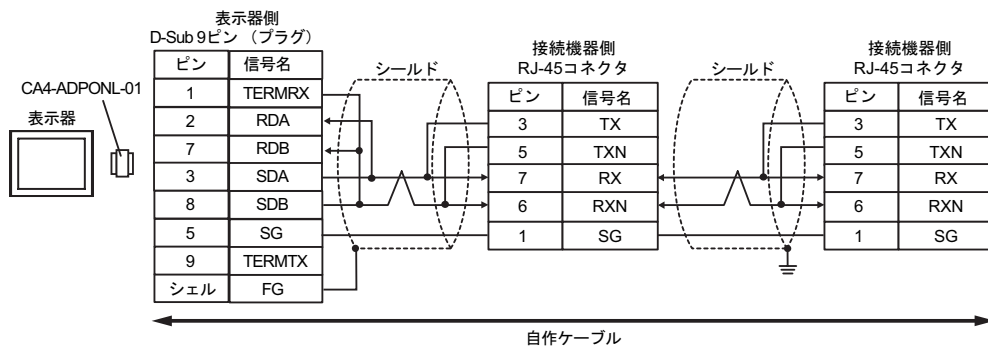 表示器側
D-Sub 9ピン （プラグ）
CA4-ADPONL-01
表示器
ピン 信号名
1 TERMRX
2 RDA
7 RDB
3 SDA
8 SDB
5 SG
9 TERMTX
シェル FG
シールド
接続機器側
RJ-45コネクタ
ピン 信号名
3 TX
5 TXN
7 RX
6 RXN
1 SG
シールド
接続機器側
RJ-45コネクタ
ピン 信号名
3 TX
5 TXN
7 RX
6 RXN
1 SG
自作ケーブル